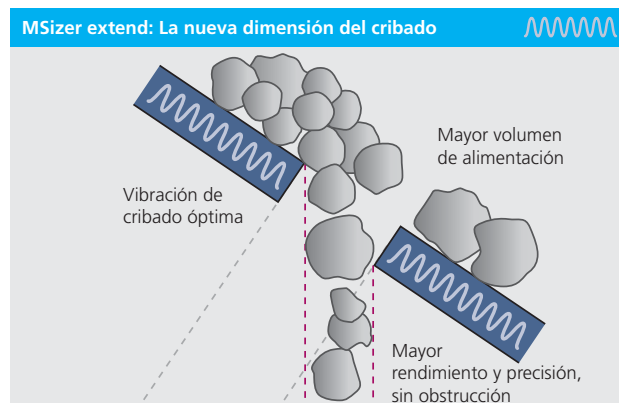 MSizer extend: La nueva dimensión del cribado
Mayor volumen
de alimentación
Vibración de
cribado óptima
Mayor
rendimiento y precisión,
sin obstrucción